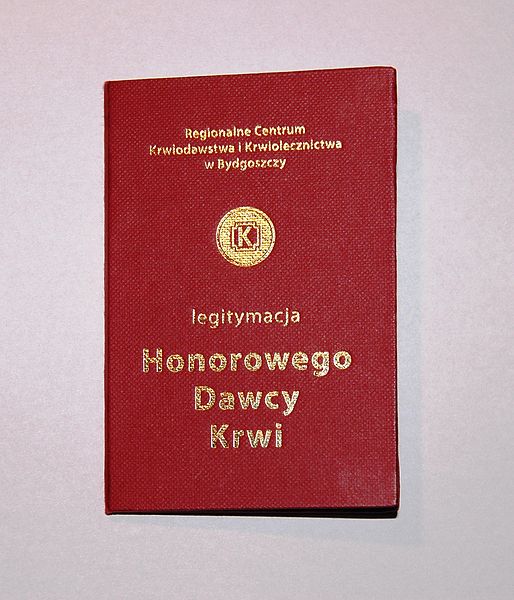 Regionalne Centrum
Krwiodawstwa i Krwiolecznictwa
w Bydgoszczy
K
legitymacja
Honorowego
Dawcy
Krwi